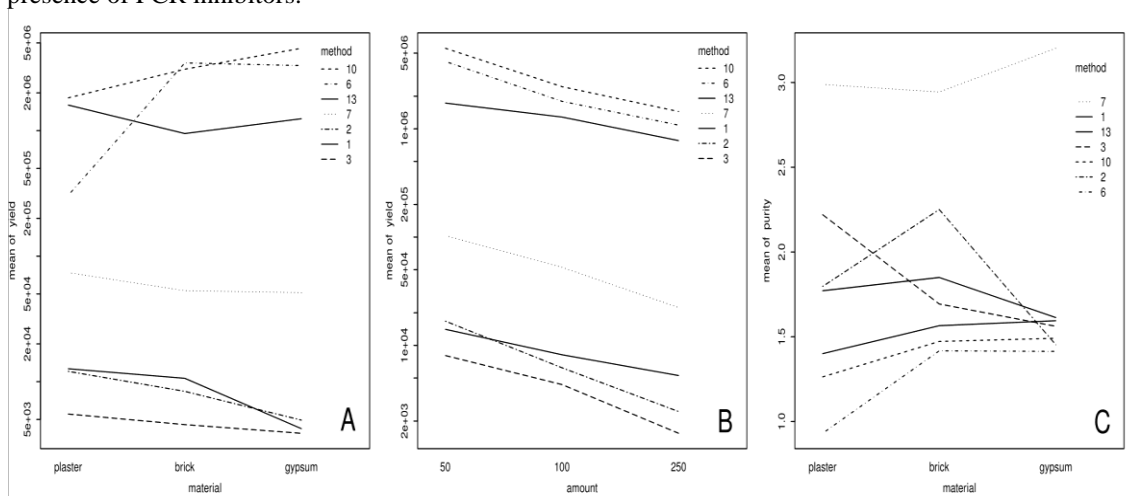 presence of PCR inhibitors.
mean of yield
5e+06
2e+06
5e+05
2e+05
5e+04
2e+04
5e+03
method
10
6
13
7
2
1
3
A
plaster brick gypsum
material
mean of yield
5e+06
1e+06
2e+05
5e+04
1e+04
2e+03
method
10
6
13
7
1
2
3
B
50 100 250
amount
mean of purity
3.0
2.5
2.0
1.5
1.0
method
7
1
13
3
10
2
6
C
plaster brick gypsum
material